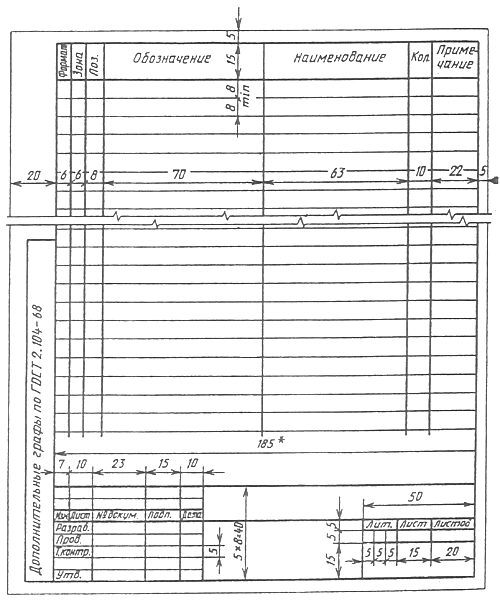 5
Формат
Зона
Поз.
Обозначение
Наименование
Кол.
Приме-
чание
15
8
8
min
20
6
6
8
70
63
10
22
5
Дополнительные графы по ГОСТ 2.104-68
185*
7
10
23
15
10
50
Изм
Лист
№ докум.
Подп.
Дата
Разраб.
Пров.
Т.контр.
Утв.
5
5×8=40
5
5
15
Лит.
Лист
Листов
5
5
5
15
20